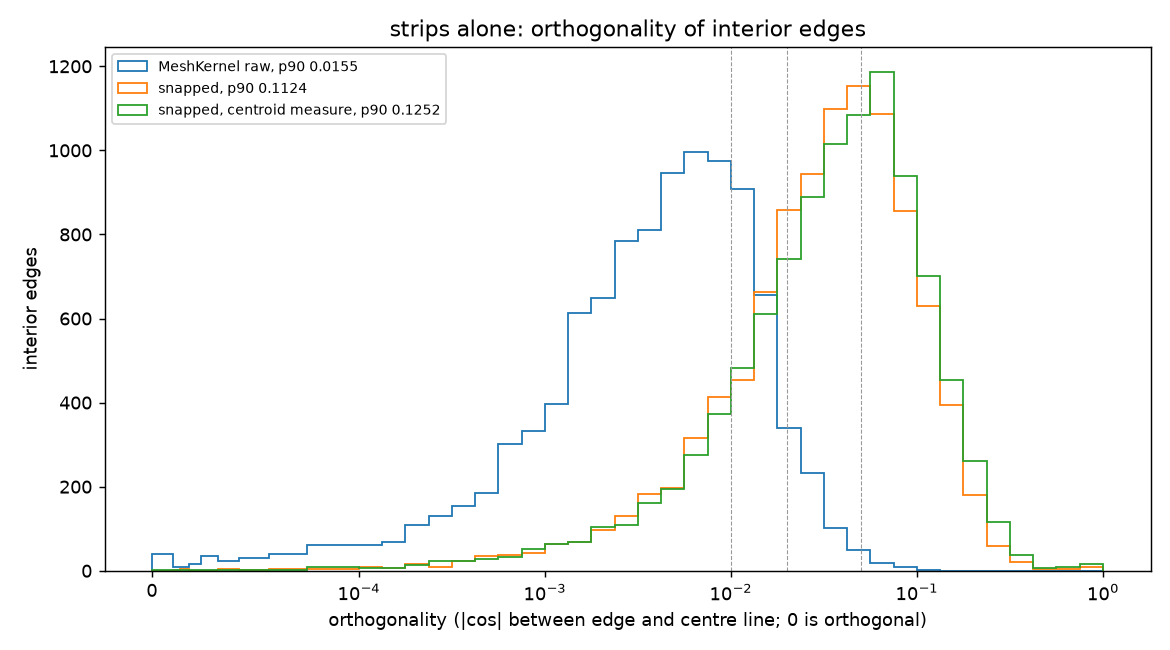 strips alone: orthogonality of interior edges
MeshKernel raw, p90 0.0155
snapped, p90 0.1124
snapped, centroid measure, p90 0.1252
interior edges
1200
1000
800
600
400
200
0
0 10⁻⁴ 10⁻³ 10⁻² 10⁻¹ 10⁰
orthogonality (|cos| between edge and centre line; 0 is orthogonal)